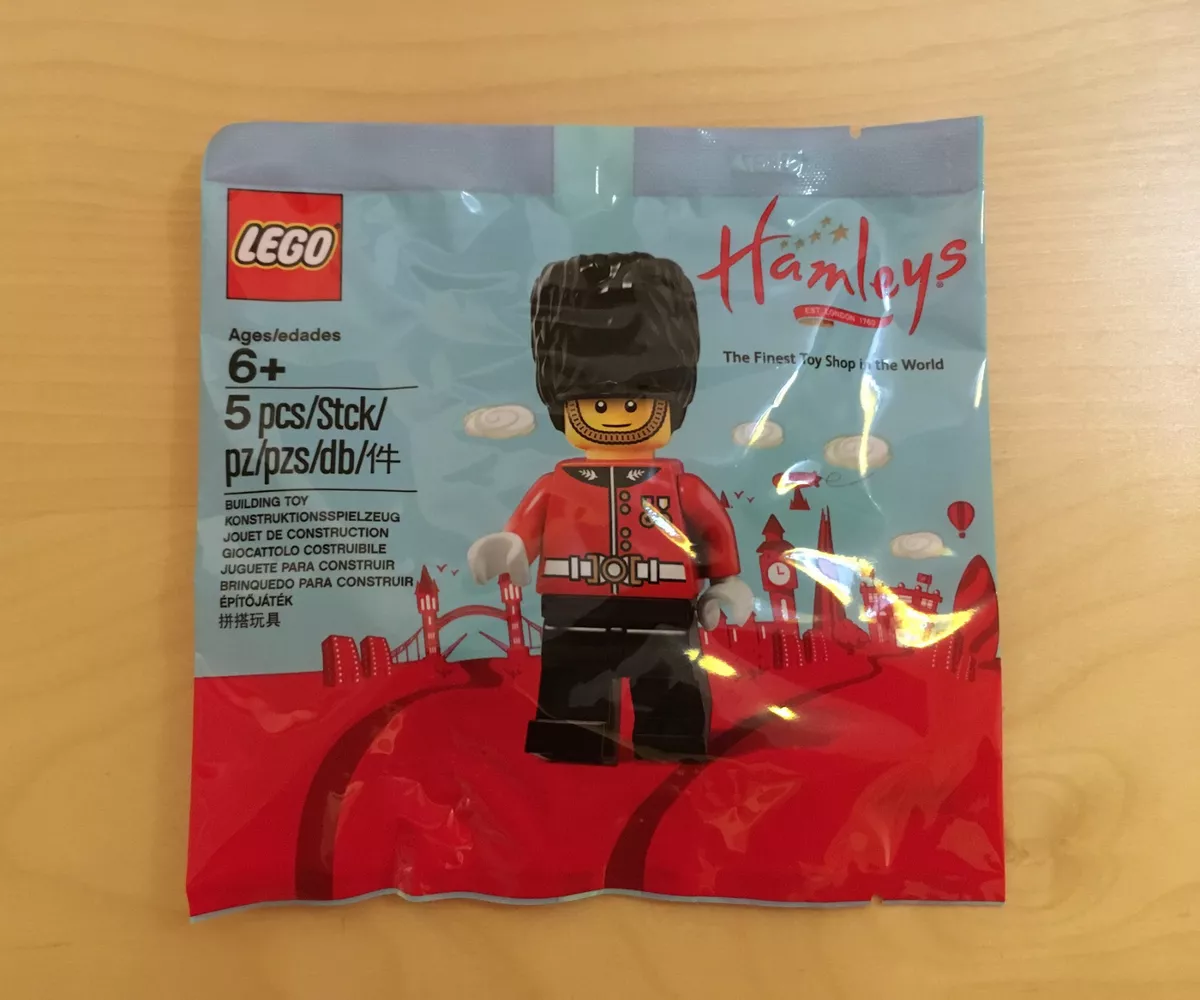 LEGO
Ages/edades
6+
5 pcs/Stck/
pz/pzs/db/件
BUILDING TOY
KONSTRUKTIONSSPIELZEUG
JOUET DE CONSTRUCTION
GIOCATTOLO COSTRUIBILE
JUGUETE PARA CONSTRUIR
BRINQUEDO PARA CONSTRUIR
ÉPÍTŐJÁTÉK
拼搭玩具
Hamleys
EST. LONDON 1760
The Finest Toy Shop in the World